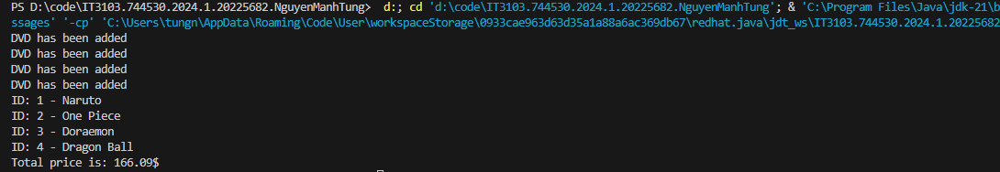 PS D:\code\IT3103.744530.2024.1.20225682.NguyenManhTung>  d:; cd 'd:\code\IT3103.744530.2024.1.20225682.NguyenManhTung'; & 'C:\Program Files\Java\jdk-21\b
ssages' '-cp' 'C:\Users\tungn\AppData\Roaming\Code\User\workspaceStorage\0933cae963d63d35a1a88a6ac369db67\redhat.java\jdt_ws\IT3103.744530.2024.1.20225682
DVD has been added
DVD has been added
DVD has been added
DVD has been added
ID: 1 - Naruto
ID: 2 - One Piece
ID: 3 - Doraemon
ID: 4 - Dragon Ball
Total price is: 166.09$